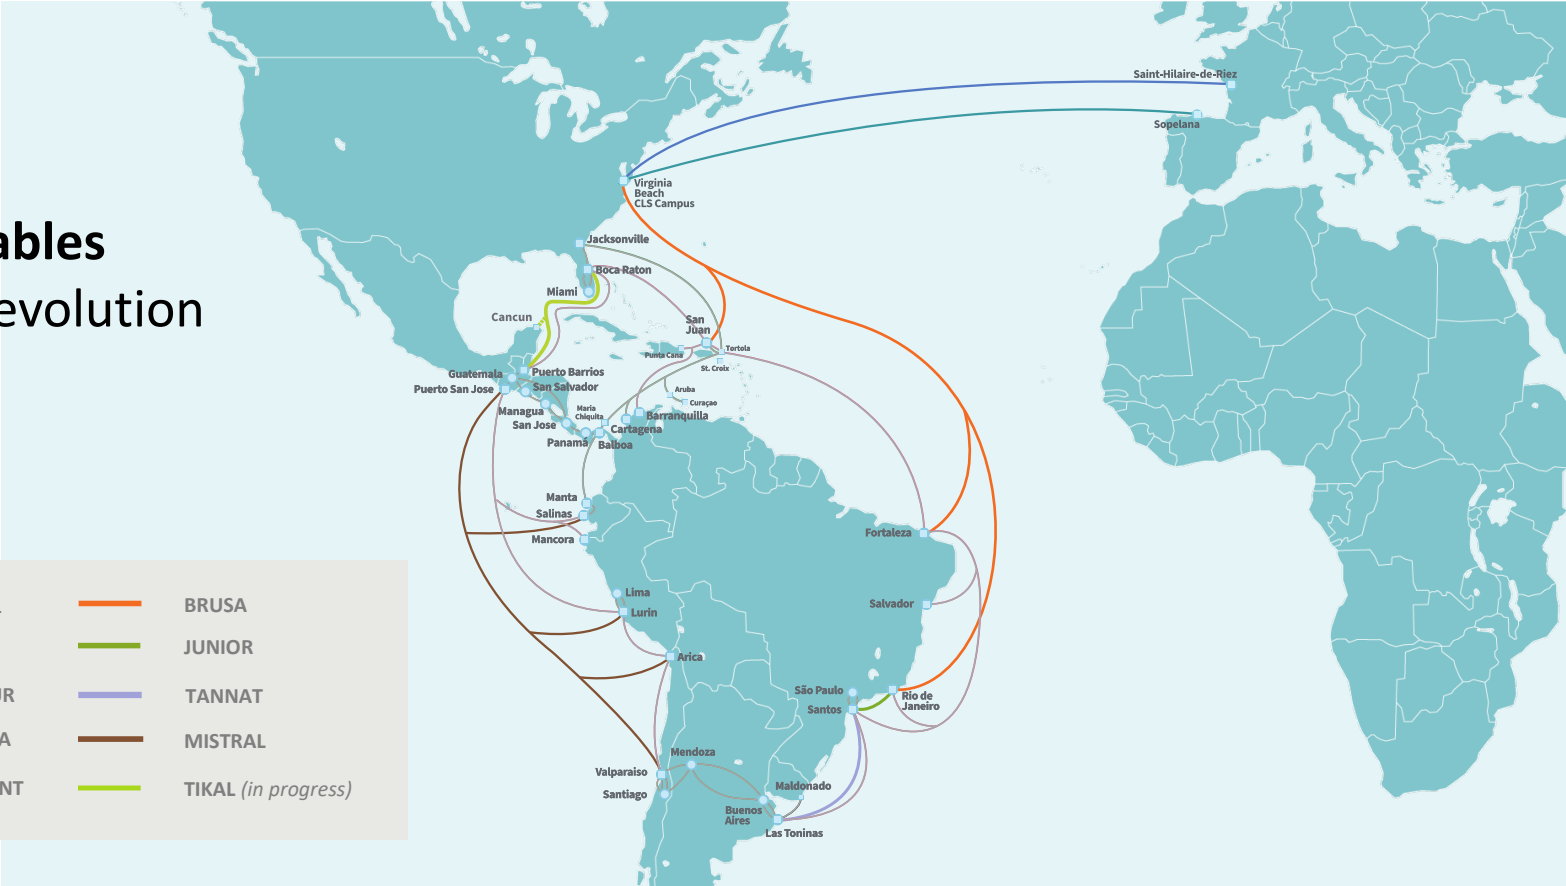 ables
evolution
Saint-Hilaire-de-Riez
Sopelana
Virginia
Beach
CLS Campus
Jacksonville
Boca Raton
Miami
Cancun
San
Juan
Tortola
Punta Cana
St. Croix
Puerto Barrios
Guatemala
Puerto San Jose
San Salvador
Aruba
Curaçao
Managua
Maria
Chiquita
Barranquilla
San Jose
Cartagena
Panamá
Balboa
Manta
Salinas
Mancora
Fortaleza
Lima
Lurin
Salvador
Arica
São Paulo
Santos
Rio de
Janeiro
Mendoza
Valparaiso
Santiago
Maldonado
Buenos
Aires
Las Toninas
BRUSA
JUNIOR
UR TANNAT
A MISTRAL
NT TIKAL (in progress)